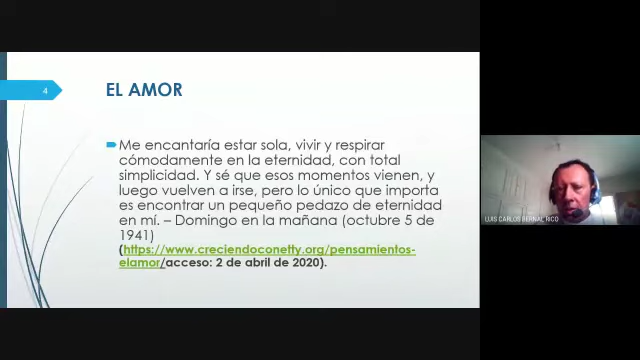 4
EL AMOR
Me encantaría estar sola, vivir y respirar
cómodamente en la eternidad, con total
simplicidad. Y sé que esos momentos vienen, y
luego vuelven a irse, pero lo único que importa
es encontrar un pequeño pedazo de eternidad
en mí. – Domingo en la mañana (octubre 5 de
1941)
(https://www.creciendoconetty.org/pensamientos-
elamor/acceso: 2 de abril de 2020).
LUIS CARLOS BERNAL RICO